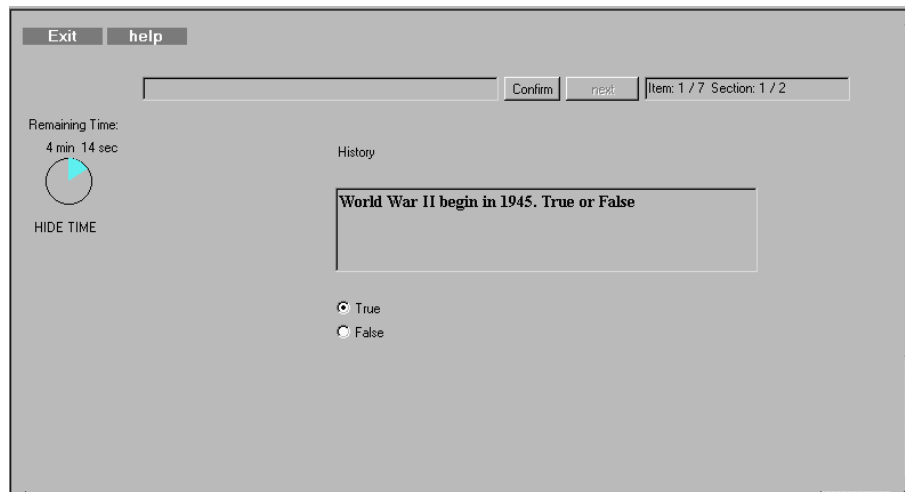 Exit help
Confirm next Item: 1 / 7 Section: 1 / 2
Remaining Time:
4 min 14 sec
HIDE TIME
History
World War II begin in 1945. True or False
True
False